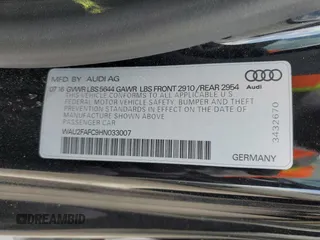 MFD BY AUDI AG
07 16 GVWR LBS 5644 GAWR LBS FRONT 2910 / REAR 2954
THIS VEHICLE CONFORMS TO ALL APPLICABLE U.S.
FEDERAL MOTOR VEHICLE SAFETY, BUMPER, AND
THEFT PREVENTION STANDARDS IN EFFECT ON THE
DATE OF MANUFACTURE SHOWN ABOVE.
PASSENGER CAR
WAU2FAFC9HN033007
Audi
3432670
GERMANY
DREAMBID